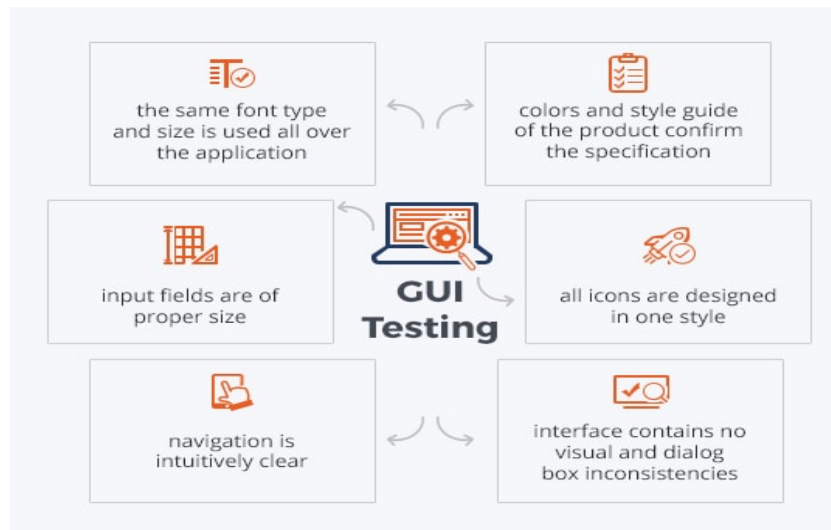 the same font type
and size is used all over
the application
colors and style guide
of the product confirm
the specification
input fields are of
proper size
GUI
Testing
all icons are designed
in one style
navigation is
intuitively clear
interface contains no
visual and dialog
box inconsistencies